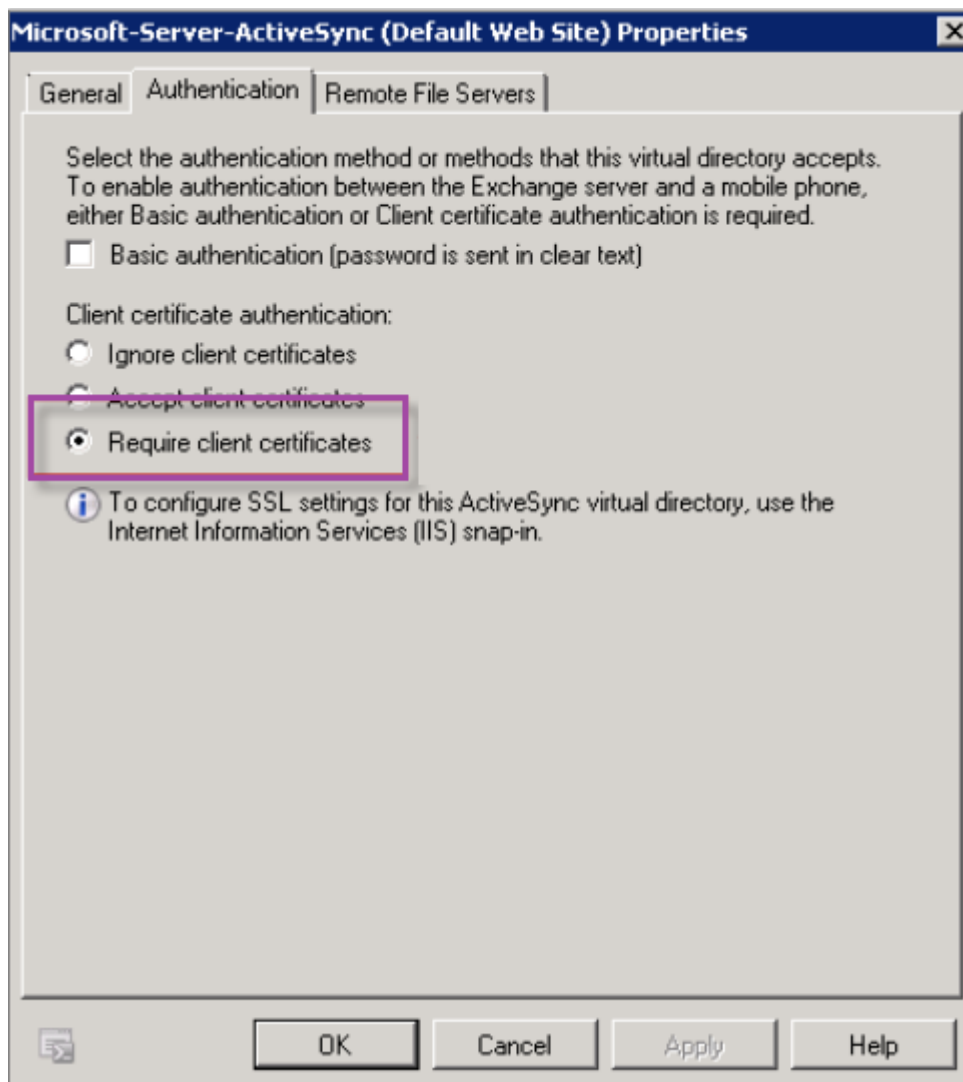 Microsoft-Server-ActiveSync (Default Web Site) Properties
General Authentication Remote File Servers
Select the authentication method or methods that this virtual directory accepts.
To enable authentication between the Exchange server and a mobile phone,
either Basic authentication or Client certificate authentication is required.
Basic authentication (password is sent in clear text)
Client certificate authentication:
Ignore client certificates
Accept client certificates
Require client certificates
To configure SSL settings for this ActiveSync virtual directory, use the
Internet Information Services (IIS) snap-in.
OK Cancel Apply Help